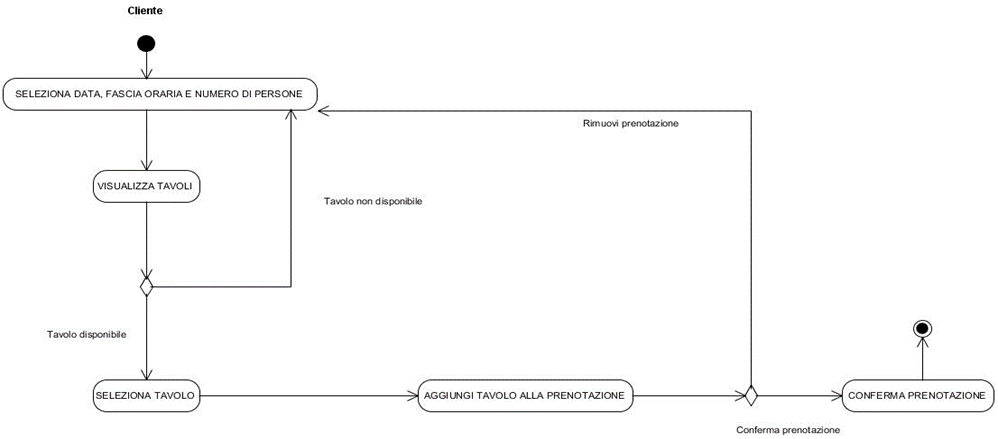 Cliente
SELEZIONA DATA, FASCIA ORARIA E NUMERO DI PERSONE
Rimuovi prenotazione
VISUALIZZA TAVOLI
Tavolo non disponibile
Tavolo disponibile
SELEZIONA TAVOLO
AGGIUNGI TAVOLO ALLA PRENOTAZIONE
CONFERMA PRENOTAZIONE
Conferma prenotazione